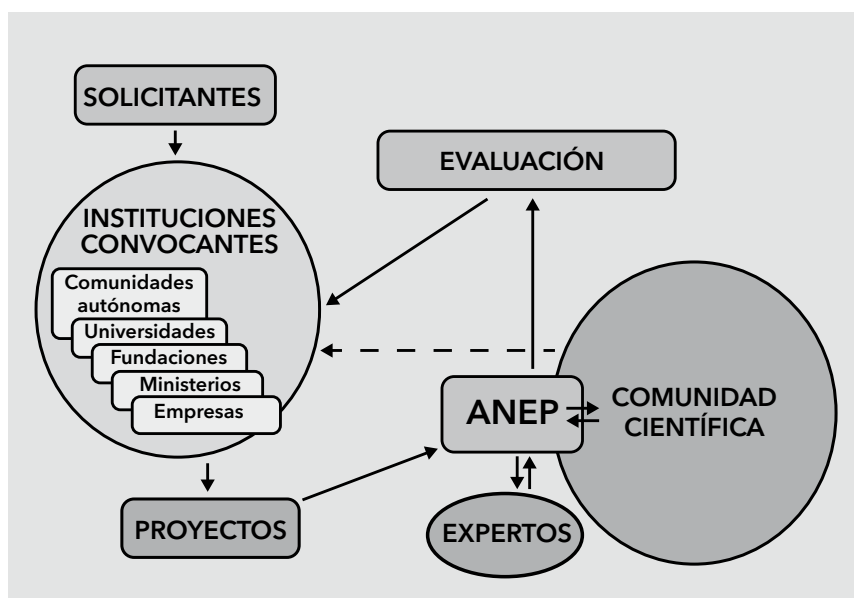 SOLICITANTES
EVALUACIÓN
INSTITUCIONES
CONVOCANTES
Comunidades
autónomas
Universidades
Fundaciones
Ministerios
Empresas
ANEP
COMUNIDAD
CIENTÍFICA
PROYECTOS
EXPERTOS